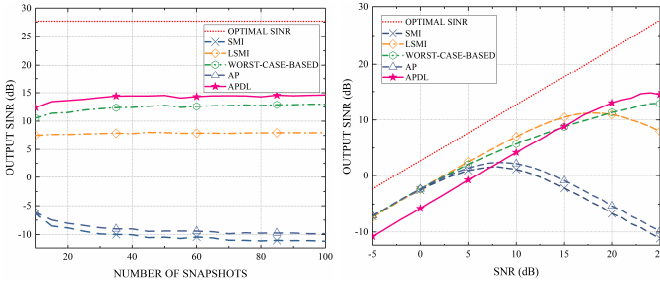 OUTPUT SINR (dB)
30
25
20
15
10
5
0
-5
-10
20
40
60
80
100
NUMBER OF SNAPSHOTS
OPTIMAL SINR
SMI
LSMI
WORST-CASE-BASED
AP
APDL
OUTPUT SINR (dB)
30
20
10
0
-10
-5
0
5
10
15
20
SNR (dB)
OPTIMAL SINR
SMI
LSMI
WORST-CASE-BASED
AP
APDL